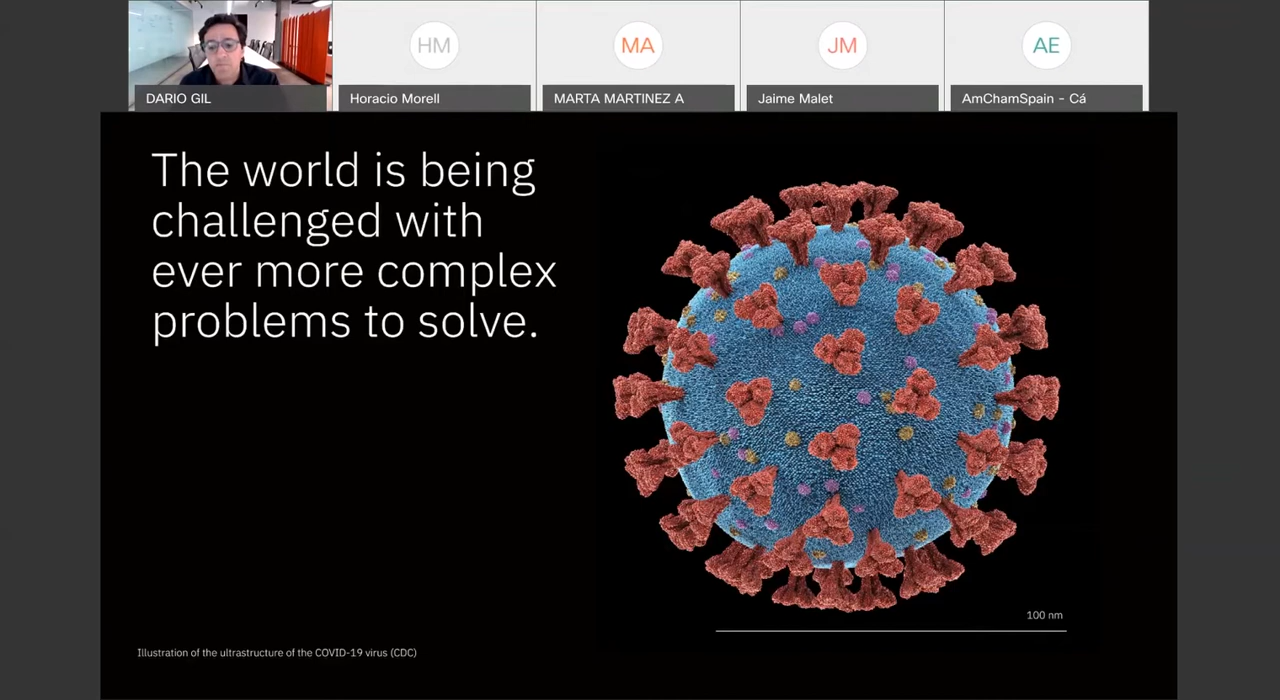 HM
MA
JM
AE
DARIO GIL
Horacio Morell
MARTA MARTINEZ A
Jaime Malet
AmChamSpain - Cá
The world is being
challenged with
ever more complex
problems to solve.
100 nm
Illustration of the ultrastructure of the COVID-19 virus (CDC)